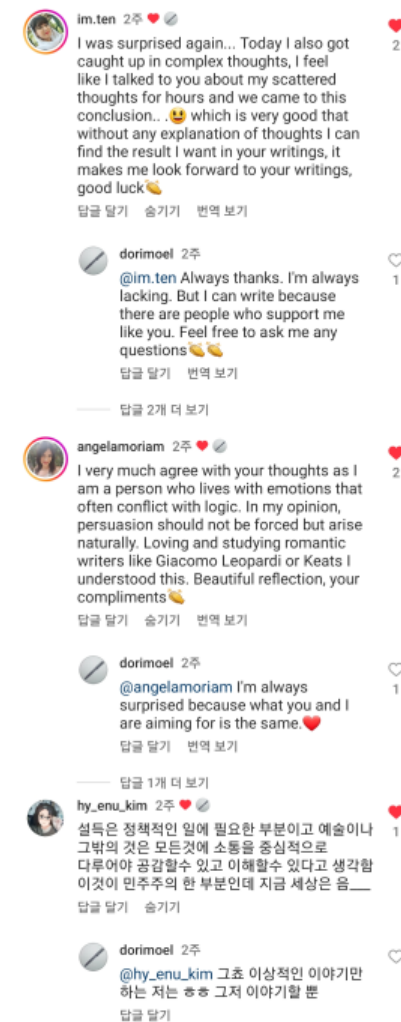 im.ten 2주
I was surprised again... Today I also got
caught up in complex thoughts, I feel
like I talked to you about my scattered
thoughts for hours and we came to this
conclusion.. .😃 which is very good that
without any explanation of thoughts I can
find the result I want in your writings, it
makes me look forward to your writings,
good luck👏
2
답글 달기 숨기기 번역 보기
dorimoel 2주
@im.ten Always thanks. I'm always
lacking. But I can write because
there are people who support me
like you. Feel free to ask me any
questions👏👏
1
답글 달기 번역 보기
답글 2개 더 보기
angelamoriam 2주
I very much agree with your thoughts as I
am a person who lives with emotions that
often conflict with logic. In my opinion,
persuasion should not be forced but arise
naturally. Loving and studying romantic
writers like Giacomo Leopardi or Keats I
understood this. Beautiful reflection, your
compliments👏
2
답글 달기 숨기기 번역 보기
dorimoel 2주
@angelamoriam I'm always
surprised because what you and I
are aiming for is the same.❤️
1
답글 달기 번역 보기
답글 1개 더 보기
hy_enu_kim 2주
설득은 정책적인 일에 필요한 부분이고 예술이나
그밖의 것은 모든것에 소통을 중심적으로
다루어야 공감할수 있고 이해할수 있다고 생각함
이것이 민주주의 한 부분인데 지금 세상은 음__
1
답글 달기 숨기기
dorimoel 2주
@hy_enu_kim 그쵸 이상적인 이야기만
하는 저는 ㅎㅎ 그저 이야기할 뿐
답글 달기